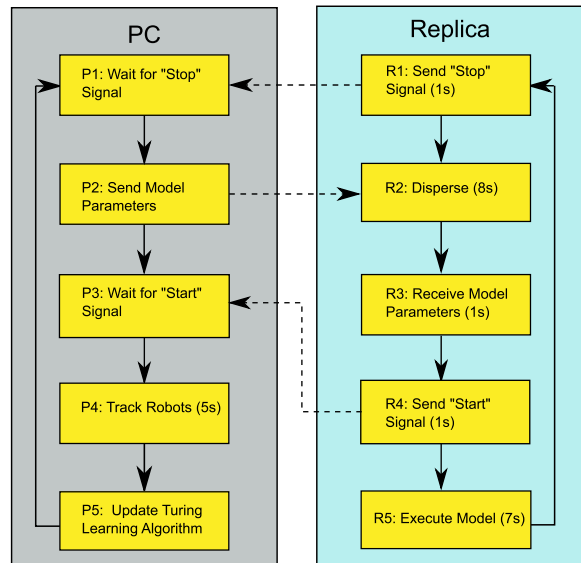 PC
P1: Wait for "Stop"
Signal
P2: Send Model
Parameters
P3: Wait for "Start"
Signal
P4: Track Robots (5s)
P5: Update Turing
Learning Algorithm
Replica
R1: Send "Stop"
Signal (1s)
R2: Disperse (8s)
R3: Receive Model
Parameters (1s)
R4: Send "Start"
Signal (1s)
R5: Execute Model (7s)